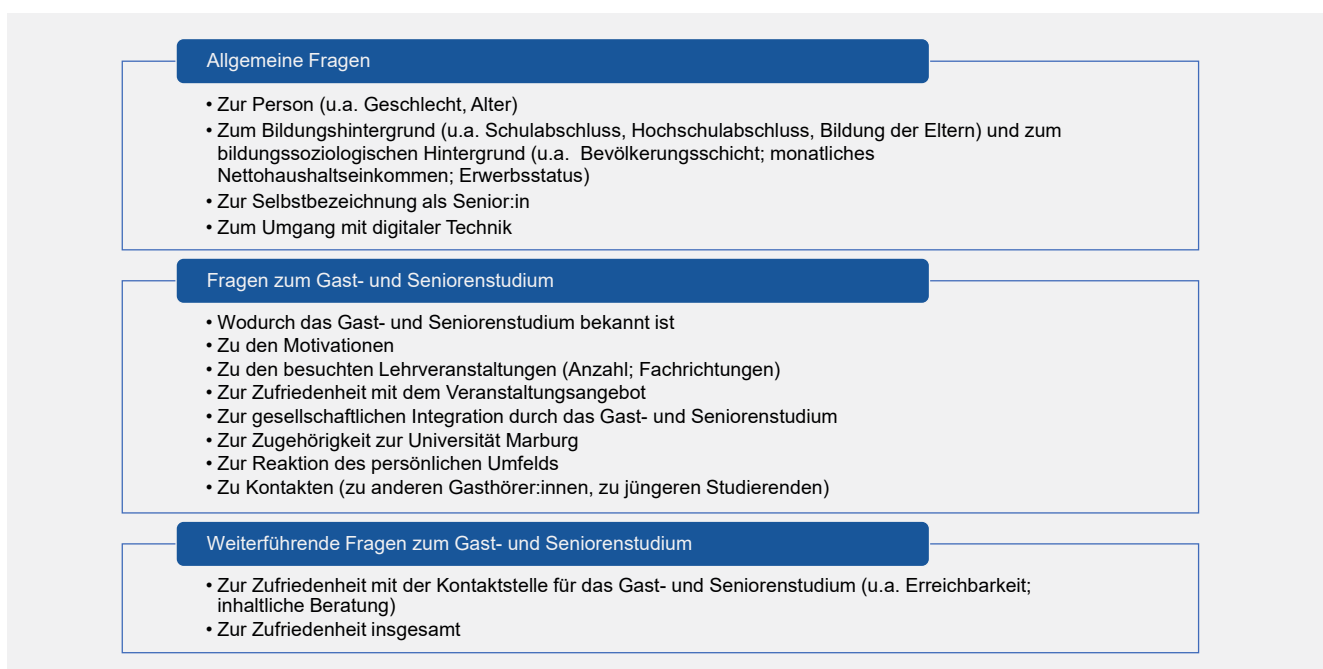 Allgemeine Fragen
• Zur Person (u.a. Geschlecht, Alter)
• Zum Bildungshintergrund (u.a. Schulabschluss, Hochschulabschluss, Bildung der Eltern) und zum
bildungssoziologischen Hintergrund (u.a.  Bevölkerungsschicht; monatliches
Nettohaushaltseinkommen; Erwerbsstatus)
• Zur Selbstbezeichnung als Senior:in
• Zum Umgang mit digitaler Technik
Fragen zum Gast- und Seniorenstudium
• Wodurch das Gast- und Seniorenstudium bekannt ist
• Zu den Motivationen
• Zu den besuchten Lehrveranstaltungen (Anzahl; Fachrichtungen)
• Zur Zufriedenheit mit dem Veranstaltungsangebot
• Zur gesellschaftlichen Integration durch das Gast- und Seniorenstudium
• Zur Zugehörigkeit zur Universität Marburg
• Zur Reaktion des persönlichen Umfelds
• Zu Kontakten (zu anderen Gasthörer:innen, zu jüngeren Studierenden)
Weiterführende Fragen zum Gast- und Seniorenstudium
• Zur Zufriedenheit mit der Kontaktstelle für das Gast- und Seniorenstudium (u.a. Erreichbarkeit;
inhaltliche Beratung)
• Zur Zufriedenheit insgesamt